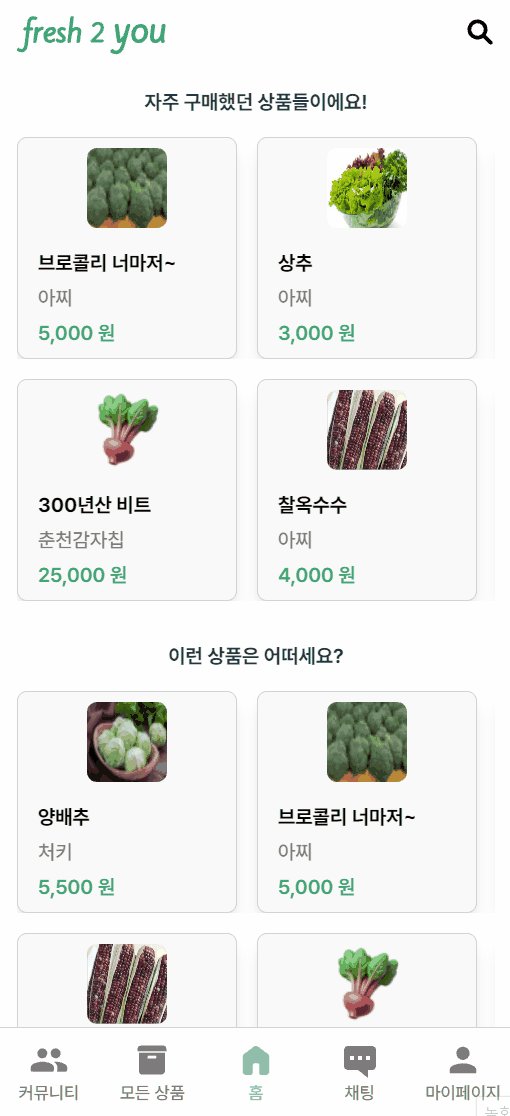 fresh 2 you
자주 구매했던 상품들이에요!
브로콜리 너마저~
아찌
5,000 원
상추
아찌
3,000 원
300년산 비트
춘천감자칩
25,000 원
찰옥수수
아찌
4,000 원
이런 상품은 어떠세요?
양배추
처키
5,500 원
브로콜리 너마저~
아찌
5,000 원
커뮤니티
모든 상품
홈
채팅
마이페이지